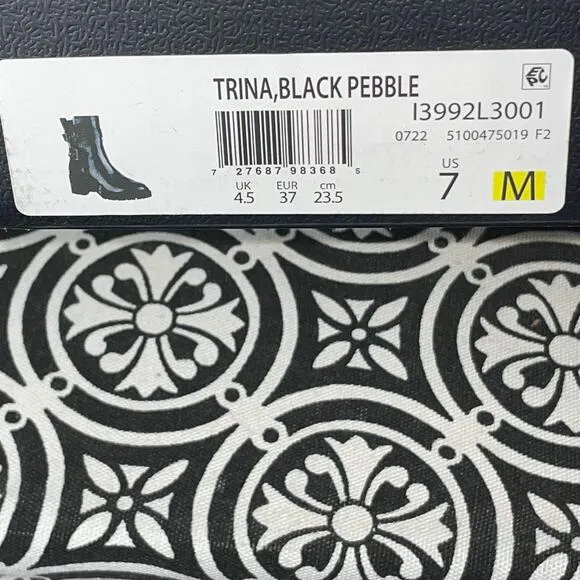 TRINA,BLACK PEBBLE
I3992L3001
0722 5100475019 F2
7 27687 98368 5
UK EUR cm
4.5 37 23.5
US
7 M